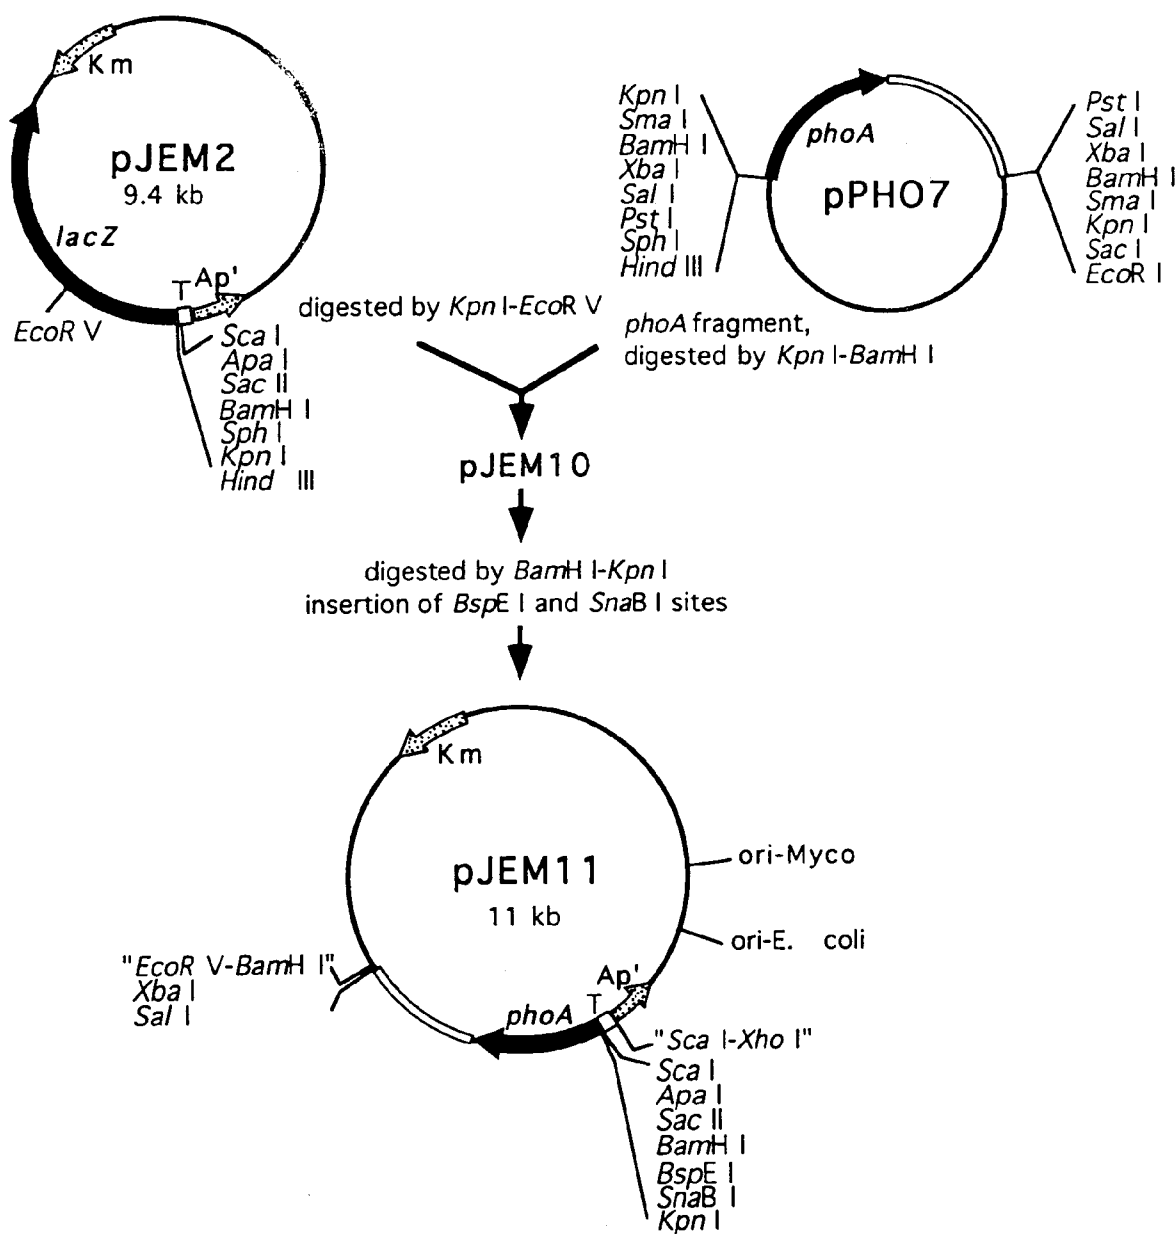 Km
pJEM2
9.4 kb
lacZ
T Ap'
EcoR V
Sca I
Apa I
Sac II
BamH I
Sph I
Kpn I
Hind III
Kpn I
Sma I
BamH I
Xba I
Sal I
Pst I
Sph I
Hind III
phoA
pPHO7
Pst I
Sal I
Xba I
BamH I
Sma I
Kpn I
Sac I
EcoR I
digested by Kpn I-EcoR V
phoA fragment,
digested by Kpn I-BamH I
pJEM10
digested by BamH I-Kpn I
insertion of BspE I and SnaB I sites
Km
pJEM11
11 kb
ori-Myco
ori-E. coli
"EcoR V-BamH I"
Xba I
Sal I
phoA
T Ap'
"Sca I-Xho I"
Sca I
Apa I
Sac II
BamH I
BspE I
SnaB I
Kpn I